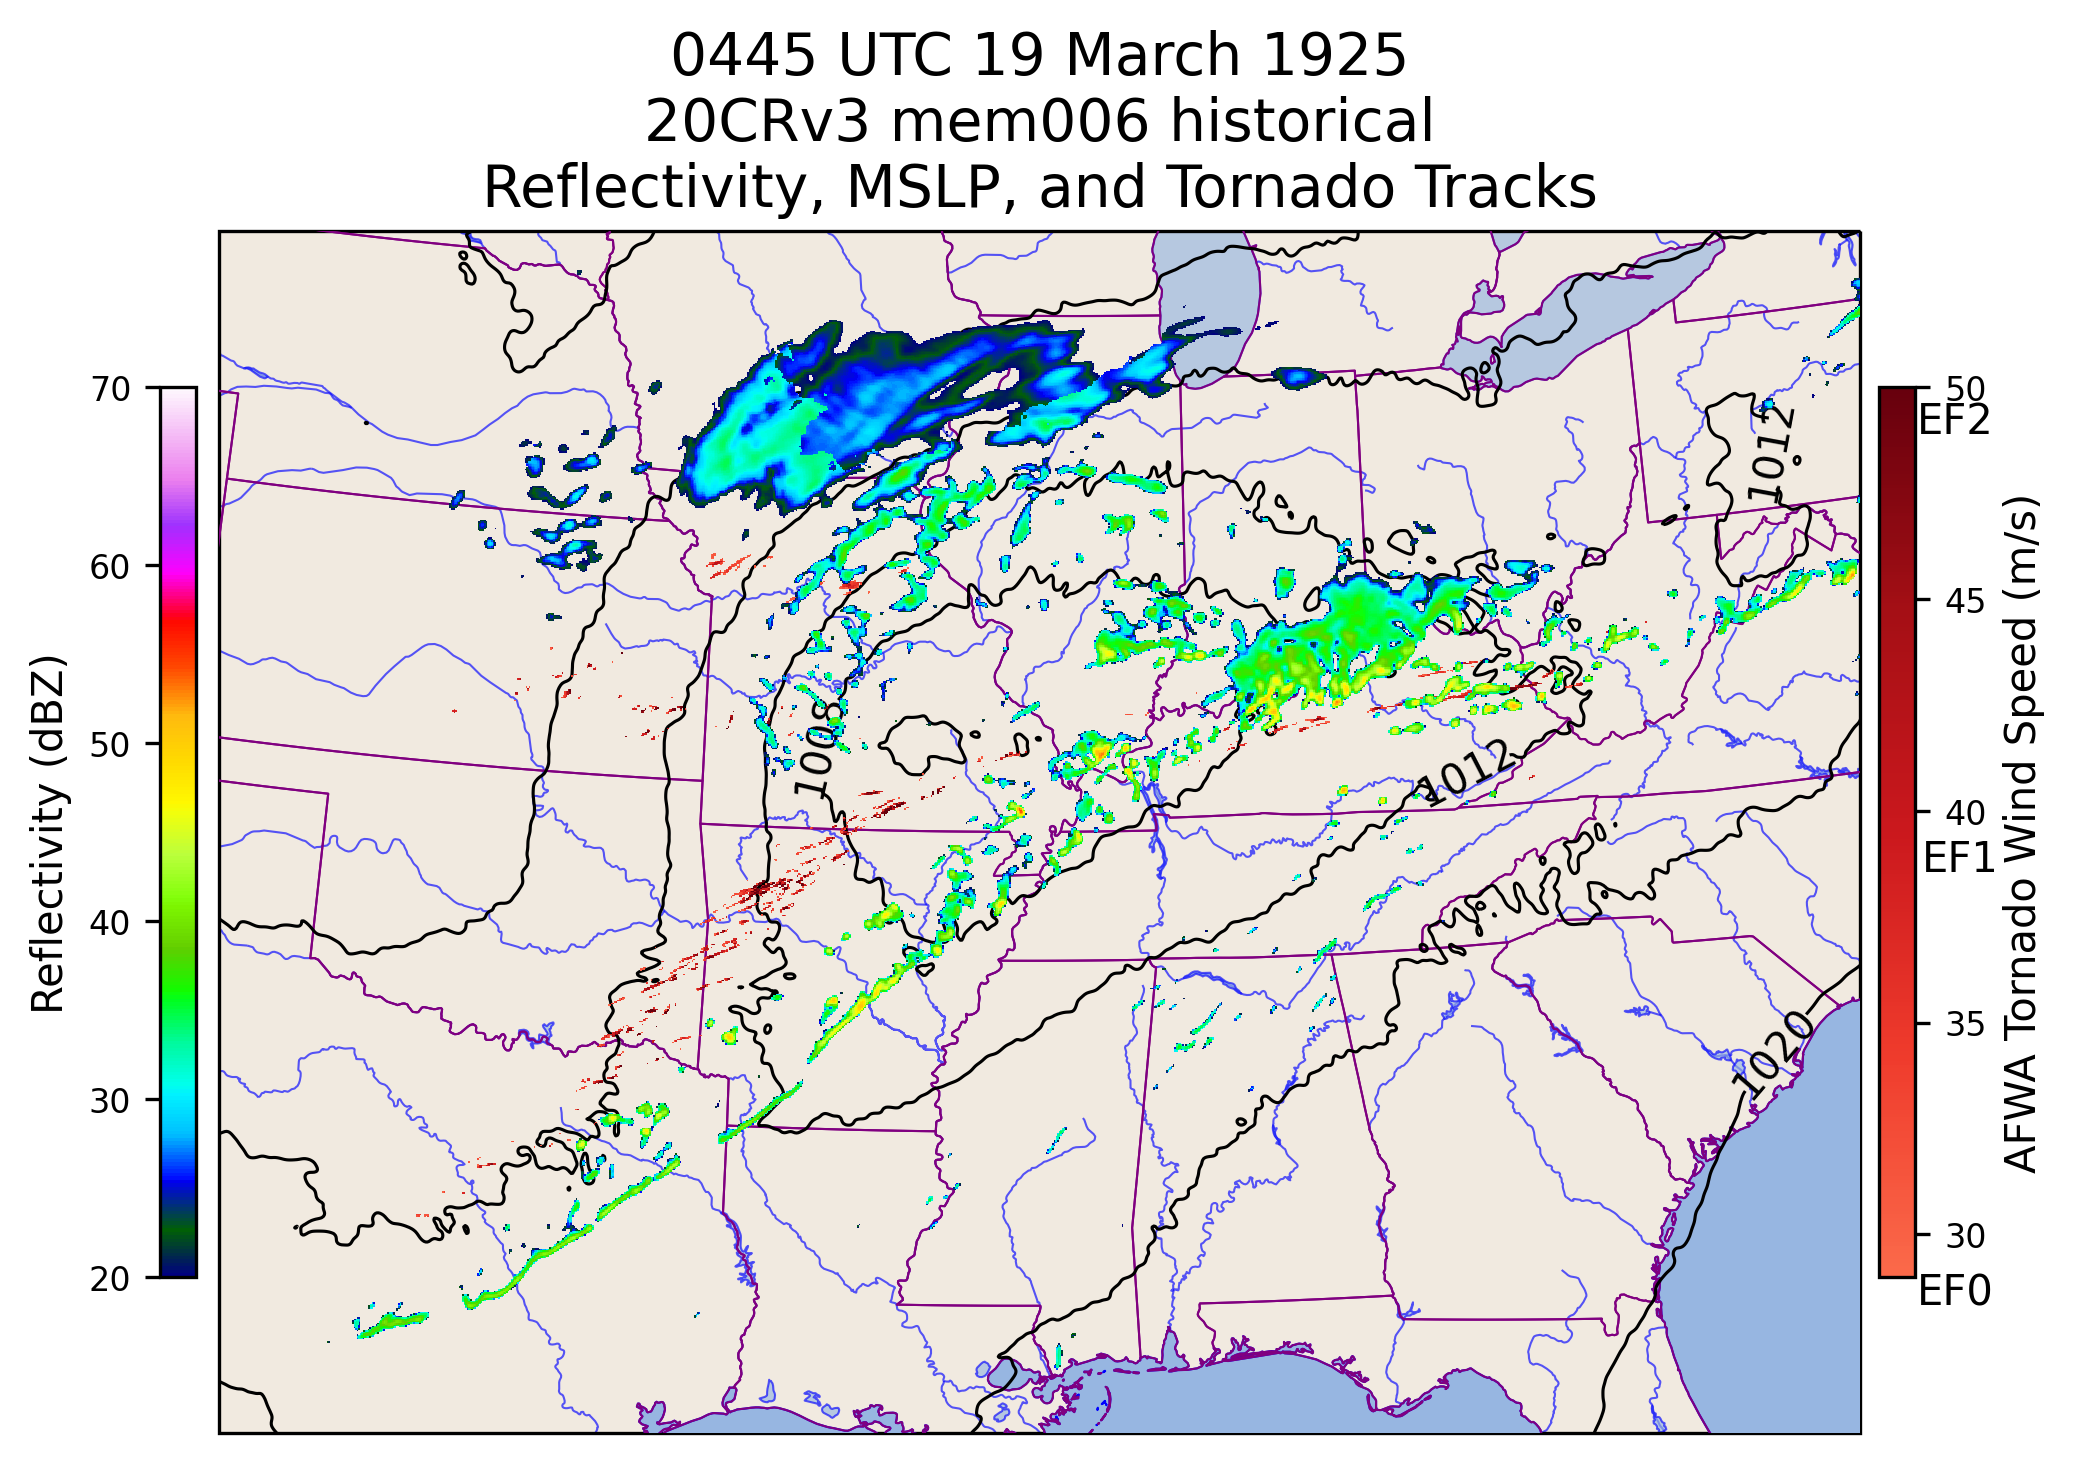 0445 UTC 19 March 1925
20CRv3 mem006 historical
Reflectivity, MSLP, and Tornado Tracks
70
60
50
40
30
20
Reflectivity (dBZ)
1012
1008
1012
1020
50
EF2
45
40
EF1
35
30
EF0
AFWA Tornado Wind Speed (m/s)